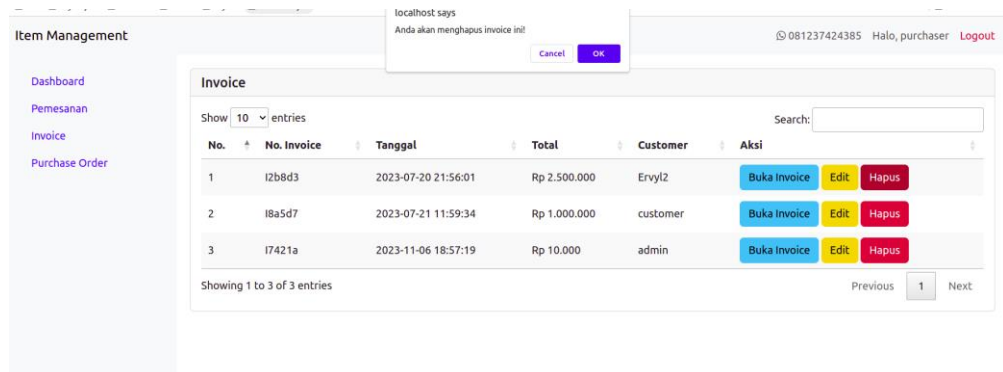 localhost says
Anda akan menghapus invoice ini!
Cancel OK
Item Management
081237424385 Halo, purchaser Logout
Dashboard
Pemesanan
Invoice
Purchase Order
Invoice
Show 10 entries
Search:
No. No. Invoice Tanggal Total Customer Aksi
1 I2b8d3 2023-07-20 21:56:01 Rp 2.500.000 Ervyl2 Buka Invoice Edit Hapus
2 I8a5d7 2023-07-21 11:59:34 Rp 1.000.000 customer Buka Invoice Edit Hapus
3 I7421a 2023-11-06 18:57:19 Rp 10.000 admin Buka Invoice Edit Hapus
Showing 1 to 3 of 3 entries
Previous 1 Next